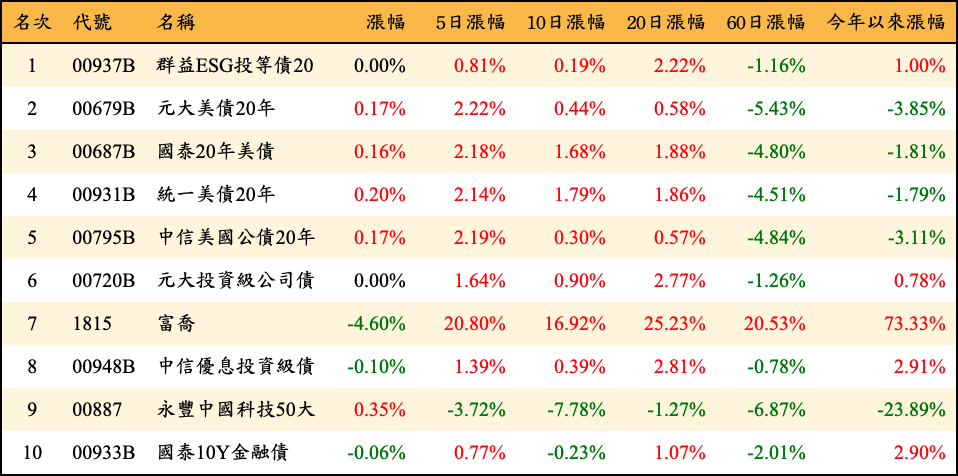 名次 代號 名稱 漲幅 5日漲幅 10日漲幅 20日漲幅 60日漲幅 今年以來漲幅
1 00937B 群益ESG投等債20 0.00% 0.81% 0.19% 2.22% -1.16% 1.00%
2 00679B 元大美債20年 0.17% 2.22% 0.44% 0.58% -5.43% -3.85%
3 00687B 國泰20年美債 0.16% 2.18% 1.68% 1.88% -4.80% -1.81%
4 00931B 統一美債20年 0.20% 2.14% 1.79% 1.86% -4.51% -1.79%
5 00795B 中信美國公債20年 0.17% 2.19% 0.30% 0.57% -4.84% -3.11%
6 00720B 元大投資級公司債 0.00% 1.64% 0.90% 2.77% -1.26% 0.78%
7 1815 富喬 -4.60% 20.80% 16.92% 25.23% 20.53% 73.33%
8 00948B 中信優息投資級債 -0.10% 1.39% 0.39% 2.81% -0.78% 2.91%
9 00887 永豐中國科技50大 0.35% -3.72% -7.78% -1.27% -6.87% -23.89%
10 00933B 國泰10Y金融債 -0.06% 0.77% -0.23% 1.07% -2.01% 2.90%